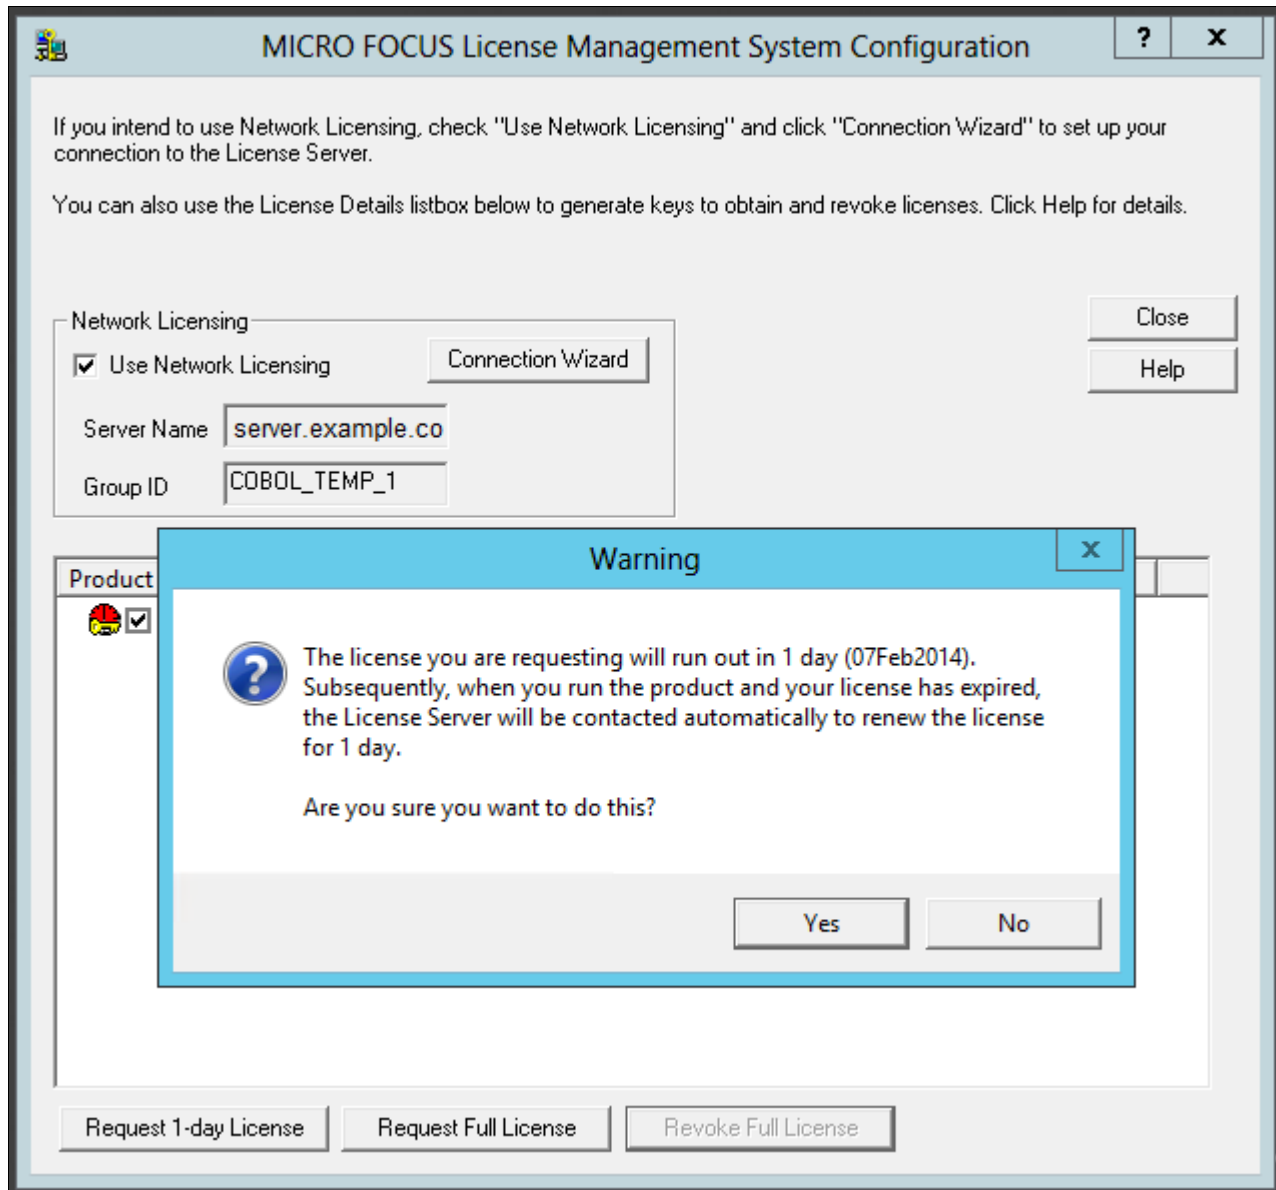 MICRO FOCUS License Management System Configuration
? x
If you intend to use Network Licensing, check "Use Network Licensing" and click "Connection Wizard" to set up your
connection to the License Server.
You can also use the License Details listbox below to generate keys to obtain and revoke licenses. Click Help for details.
Network Licensing
Close
Use Network Licensing
Connection Wizard
Help
Server Name server.example.co
Group ID COBOL_TEMP_1
Product
Warning
x
The license you are requesting will run out in 1 day (07Feb2014).
Subsequently, when you run the product and your license has expired,
the License Server will be contacted automatically to renew the license
for 1 day.
Are you sure you want to do this?
Yes No
Request 1-day License Request Full License Revoke Full License